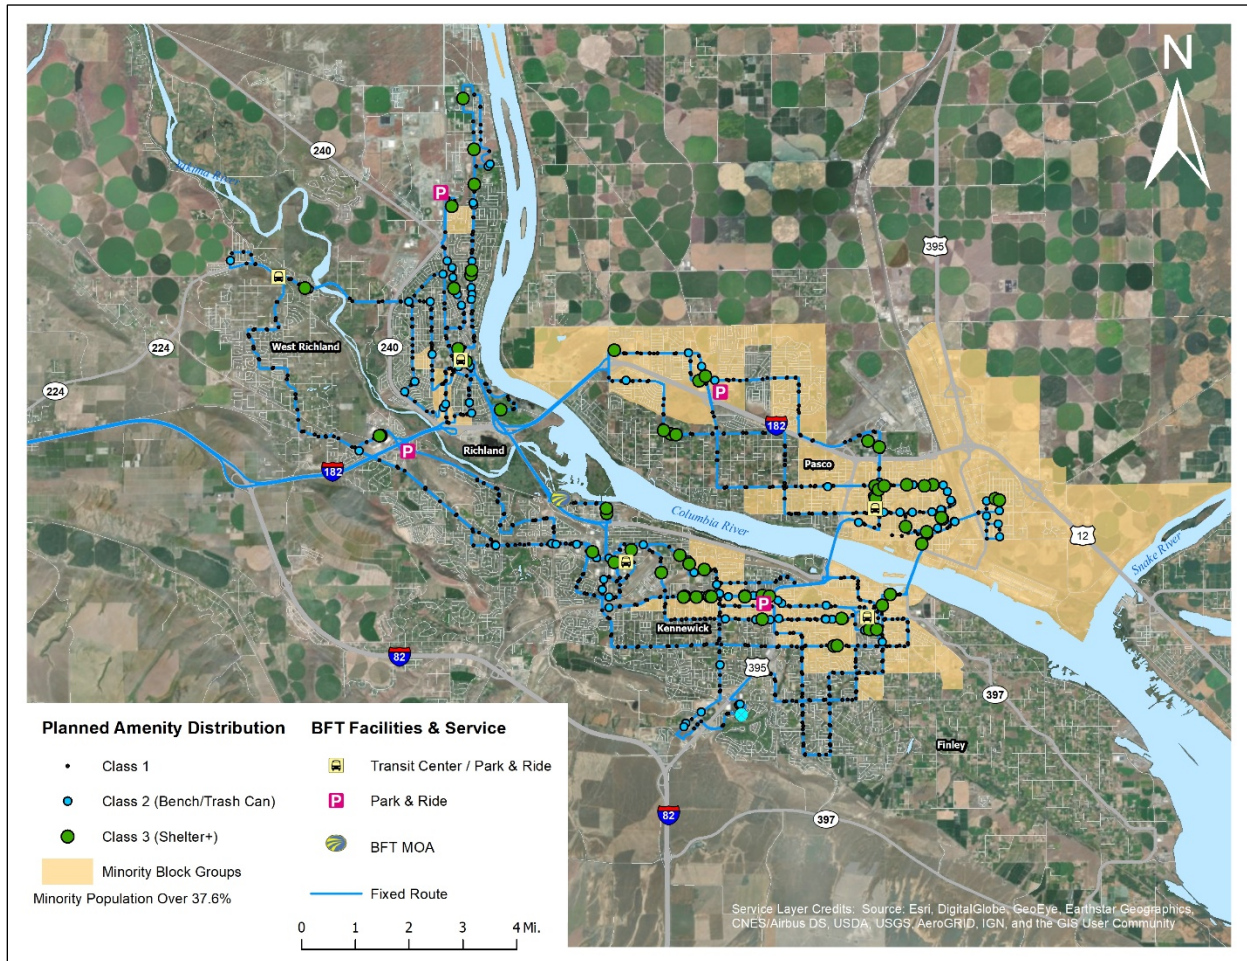 N
240
395
Yakima River
224
West Richland
240
224
182
Richland
182
Pasco
Columbia River
12
Snake River
Kennewick
395
82
397
Finley
82
397
Planned Amenity Distribution
Class 1
Class 2 (Bench/Trash Can)
Class 3 (Shelter+)
Minority Block Groups
Minority Population Over 37.6%
BFT Facilities & Service
Transit Center / Park & Ride
P Park & Ride
BFT MOA
Fixed Route
0 1 2 3 4 Mi.
P
P
P
P
Service Layer Credits: Source: Esri, DigitalGlobe, GeoEye, Earthstar Geographics,
CNES/Airbus DS, USDA, USGS, AeroGRID, IGN, and the GIS User Community